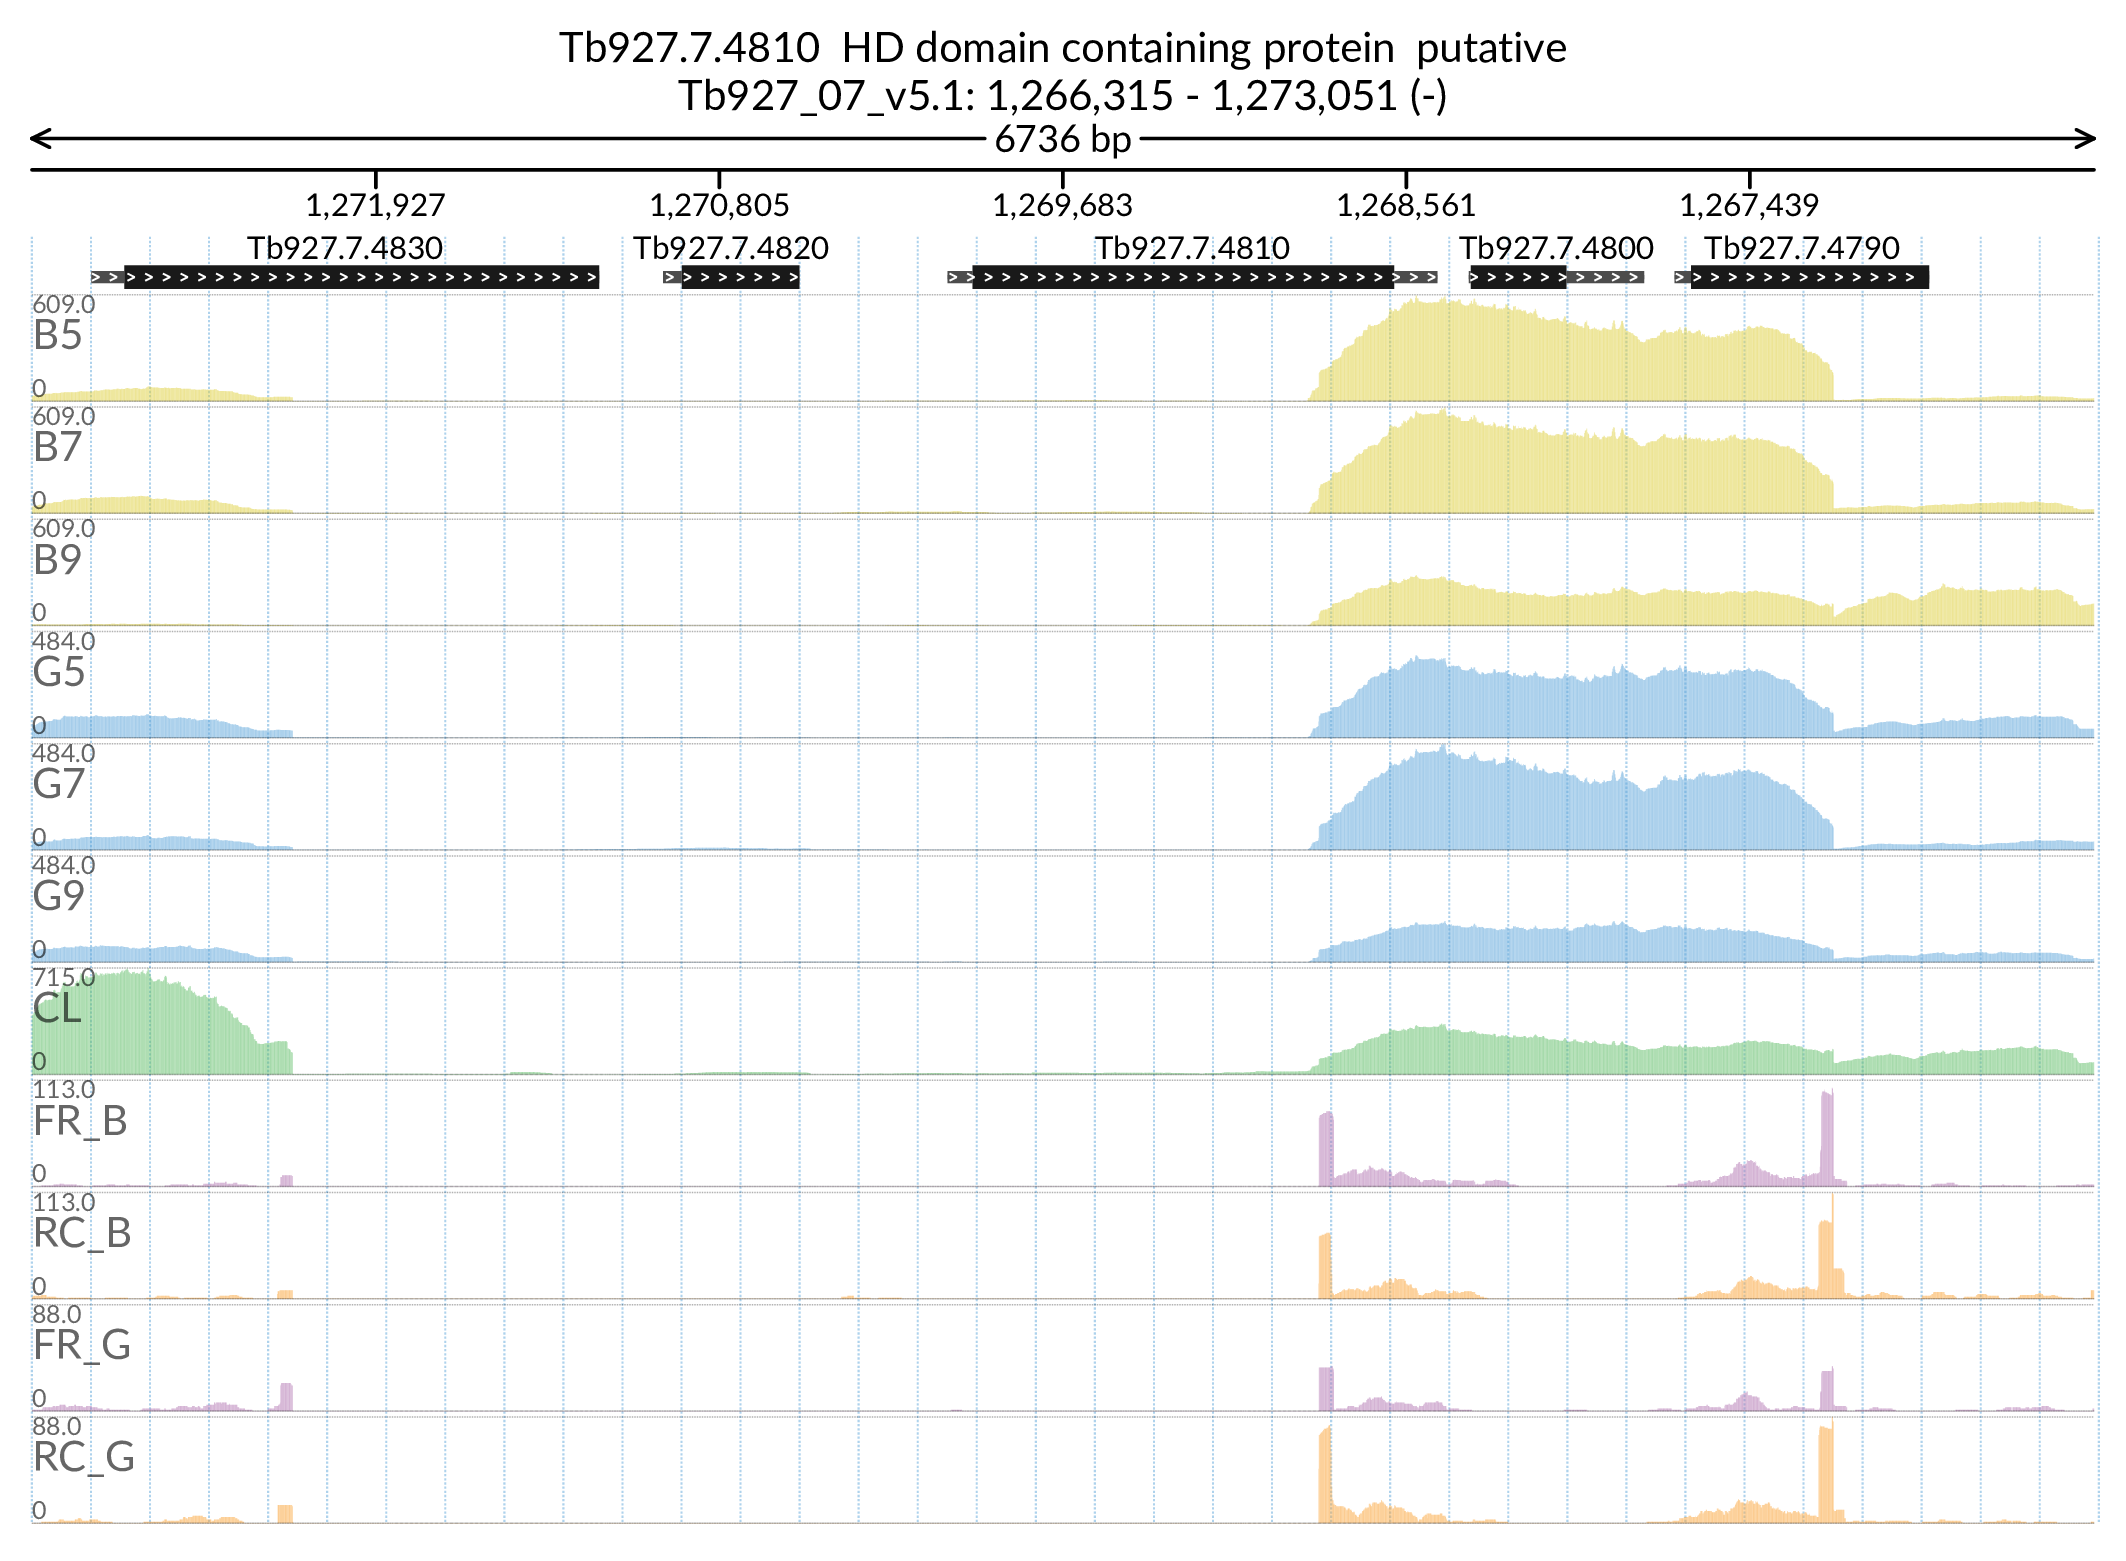 Tb927.7.4810 HD domain containing protein putative
Tb927_07_v5.1: 1,266,315 - 1,273,051 (-)
6736 bp
1,271,927 1,270,805 1,269,683 1,268,561 1,267,439
Tb927.7.4830 Tb927.7.4820 Tb927.7.4810 Tb927.7.4800 Tb927.7.4790
609.0
B5
0
609.0
B7
0
609.0
B9
0
484.0
G5
0
484.0
G7
0
484.0
G9
0
715.0
CL
0
113.0
FR_B
0
113.0
RC_B
0
88.0
FR_G
0
88.0
RC_G
0